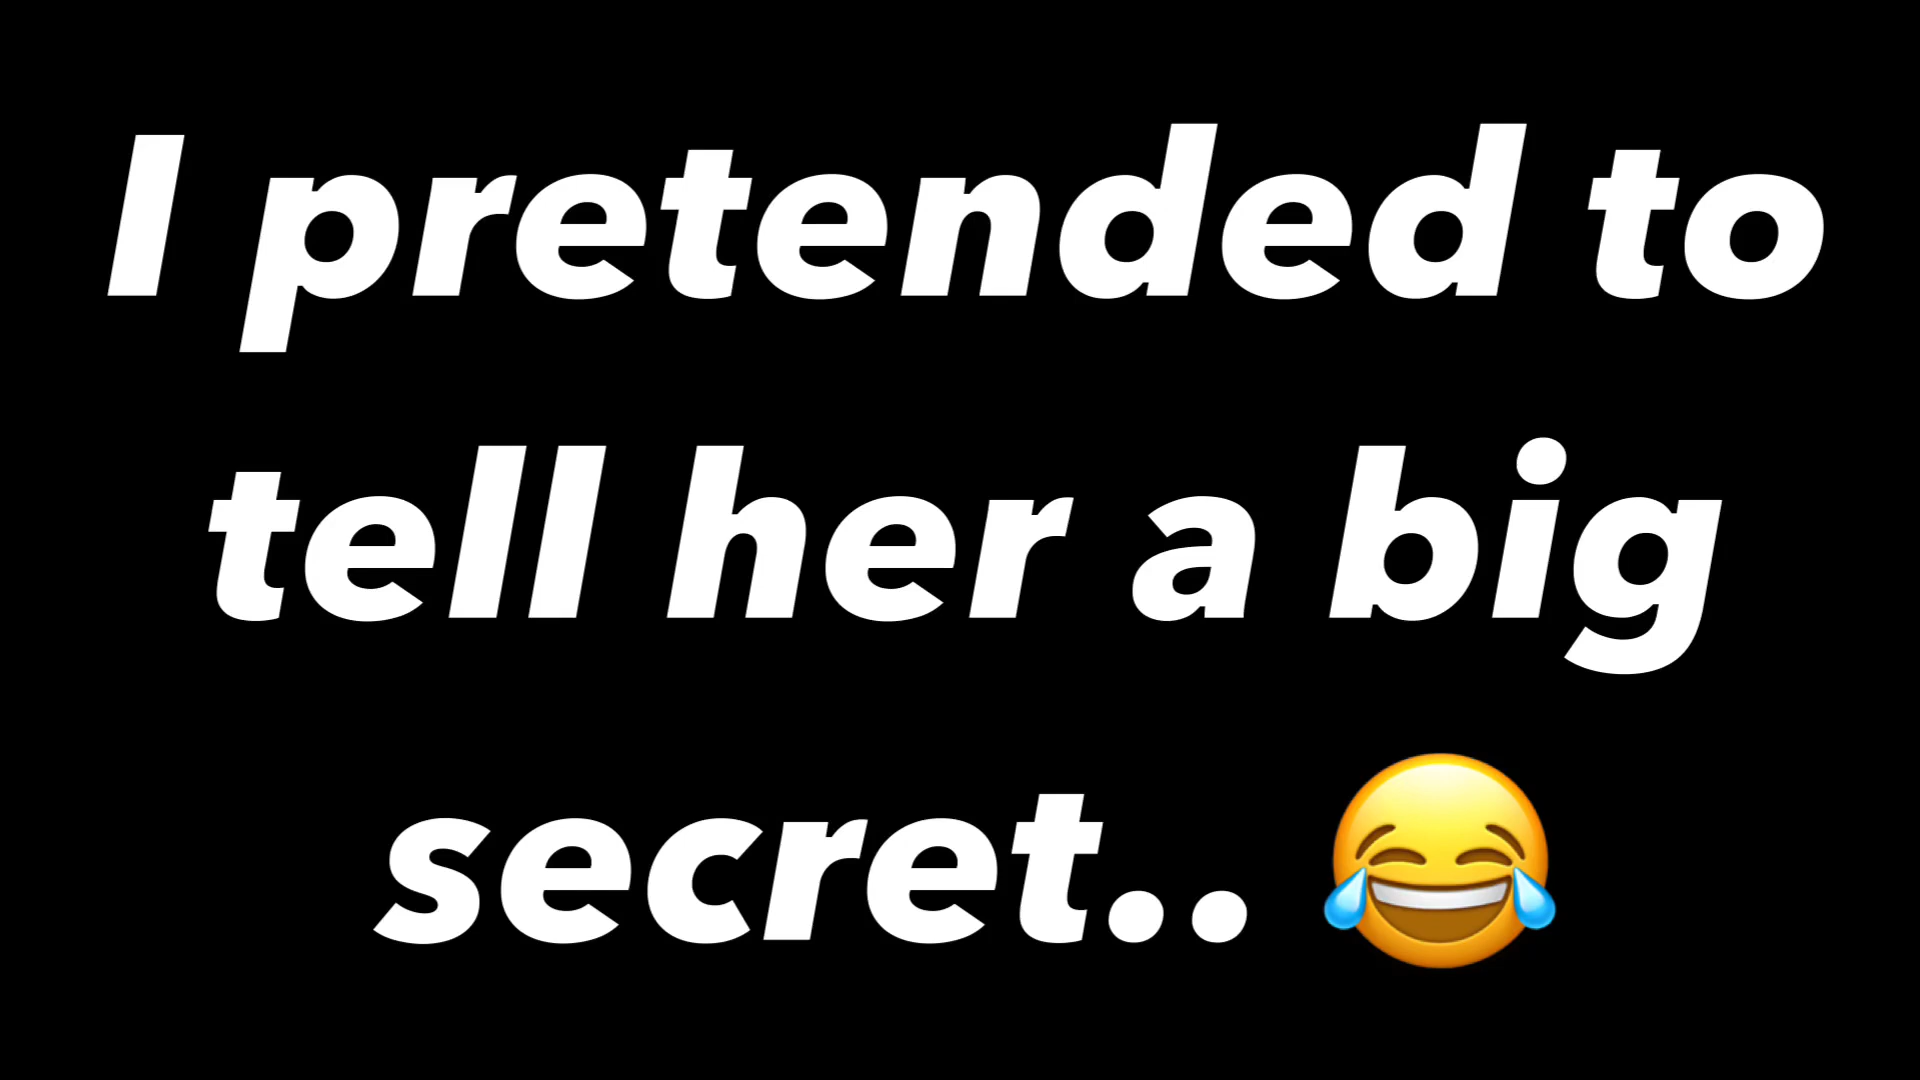 I pretended to
tell her a big
secret.. 😂